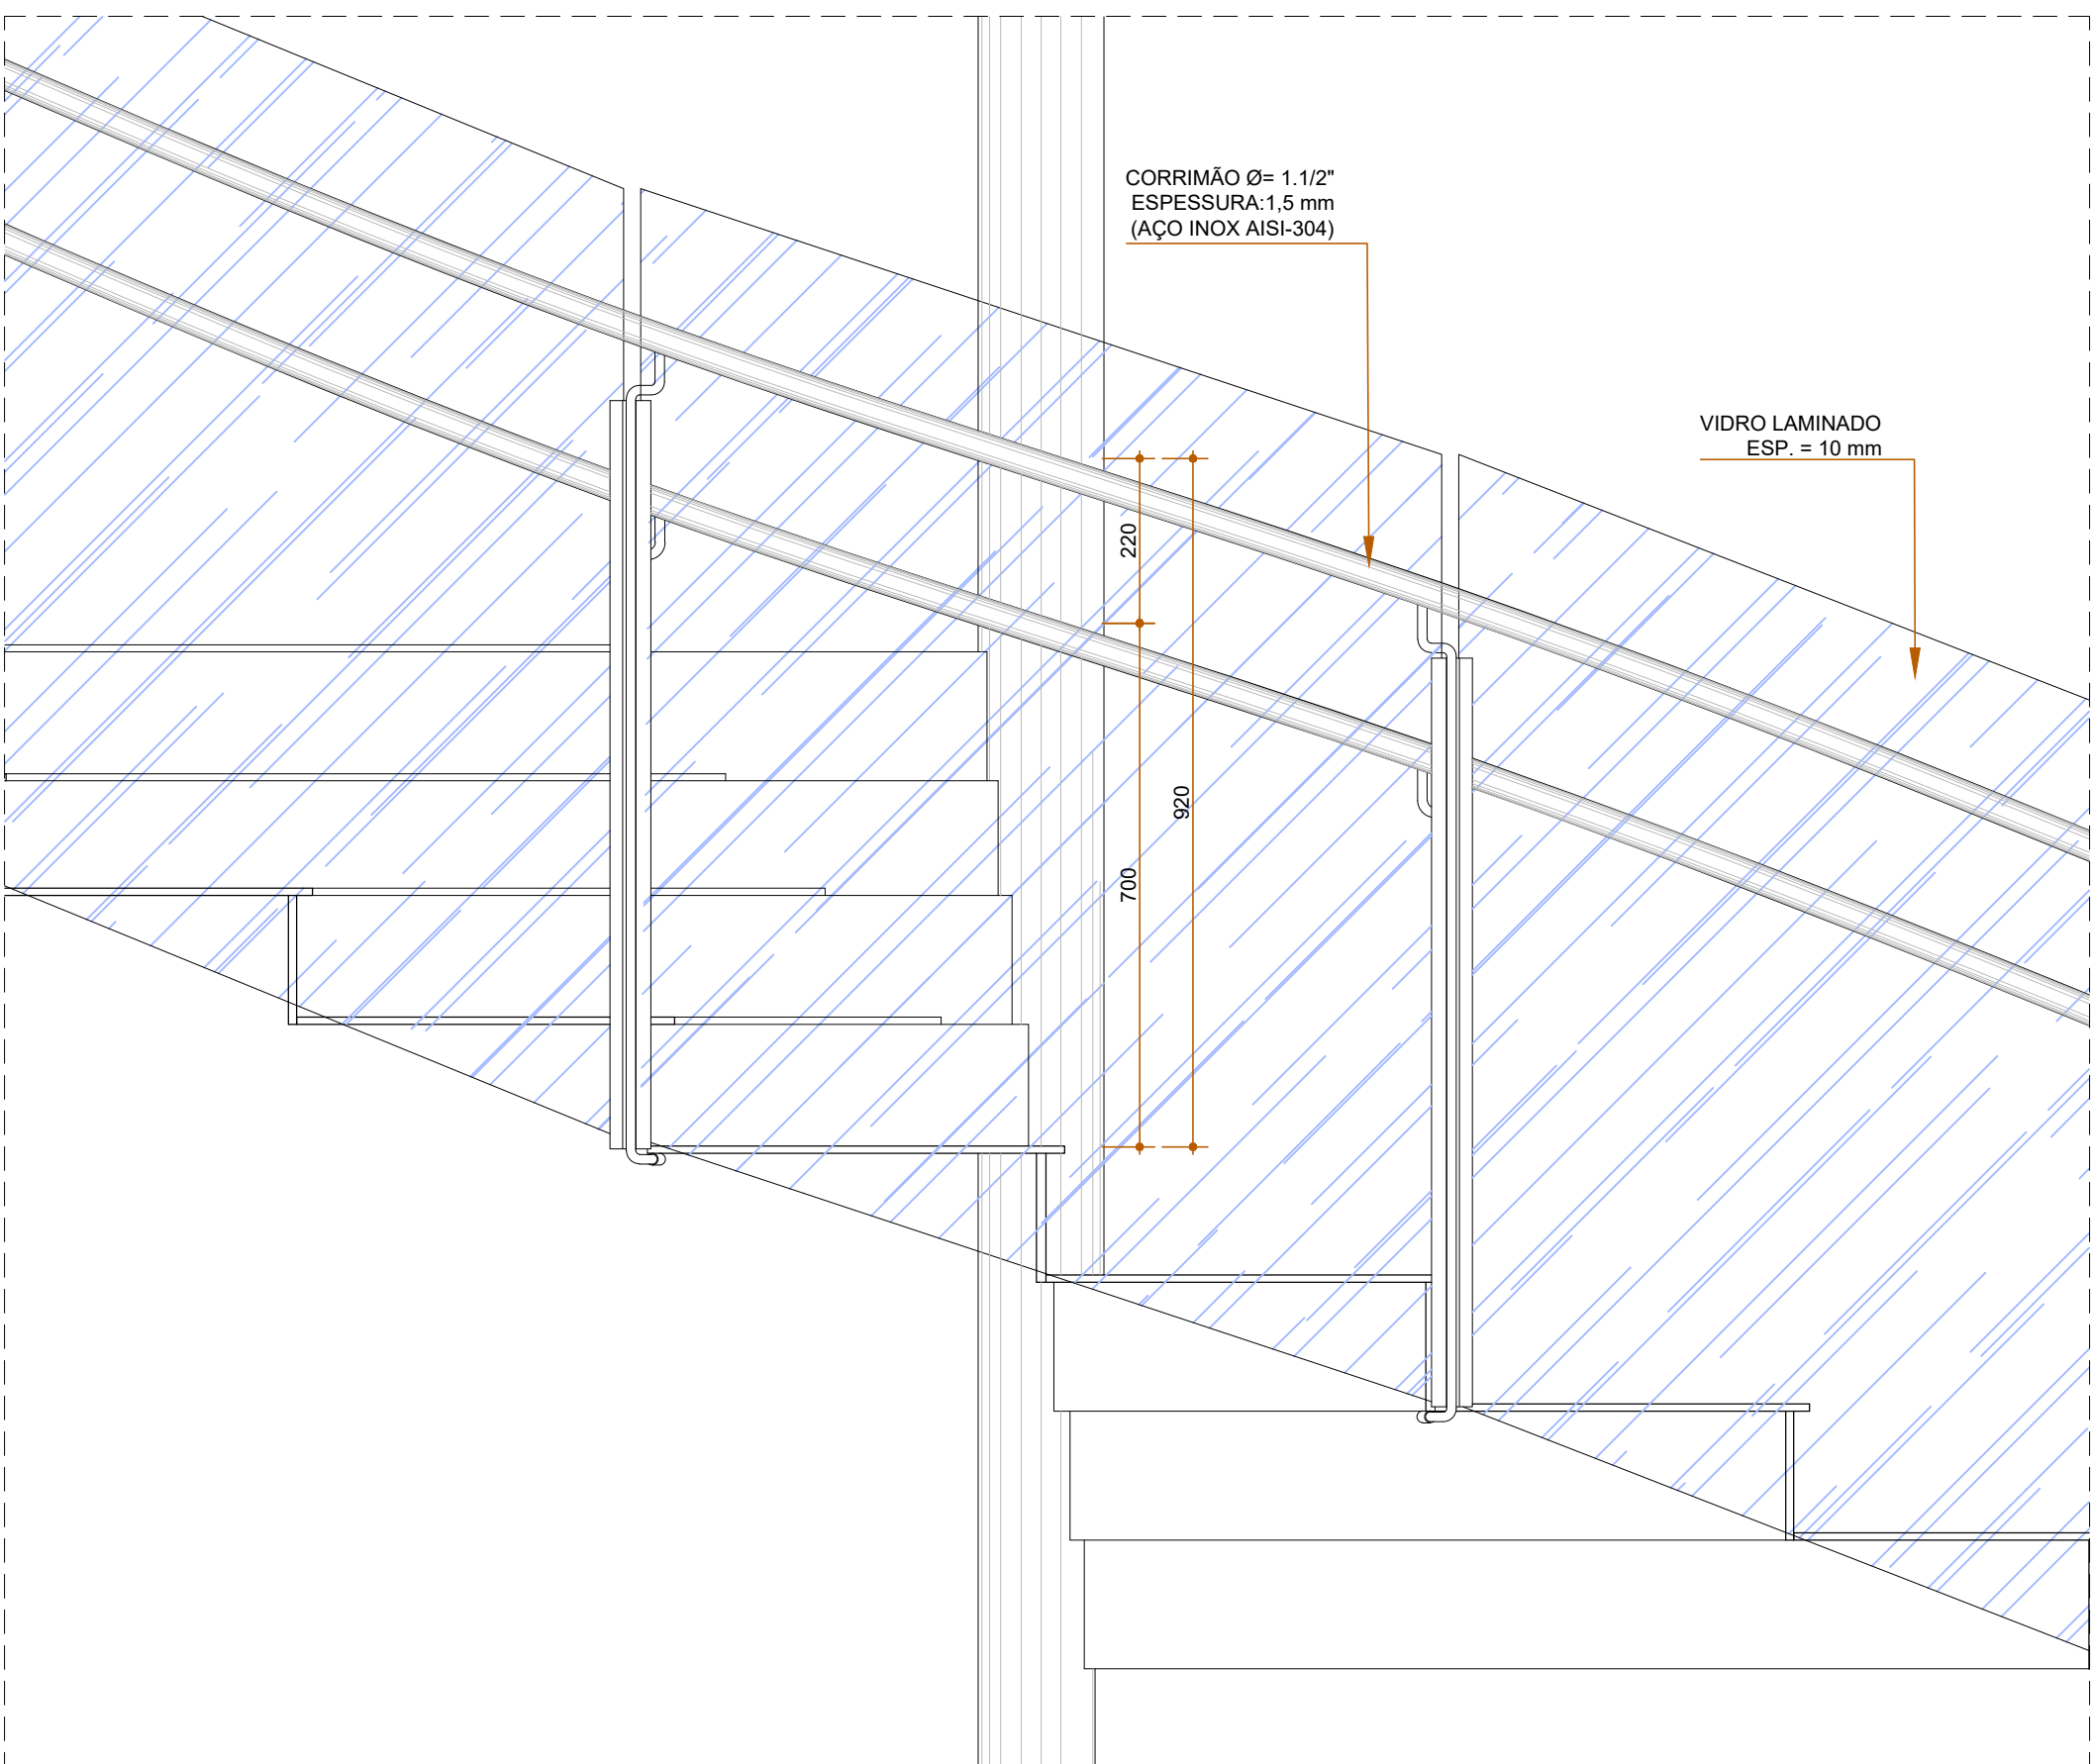 CORRIMÃO Ø= 1.1/2"
ESPESSURA:1,5 mm
(AÇO INOX AISI-304)
VIDRO LAMINADO
ESP. = 10 mm
220
920
700